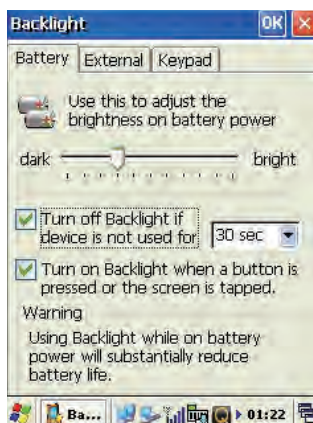 Backlight OK
Battery External Keypad
Use this to adjust the
brightness on battery power
dark bright
Turn off Backlight if
device is not used for 30 sec
Turn on Backlight when a button is
pressed or the screen is tapped.
Warning
Using Backlight while on battery
power will substantially reduce
battery life.
Ba... 01:22